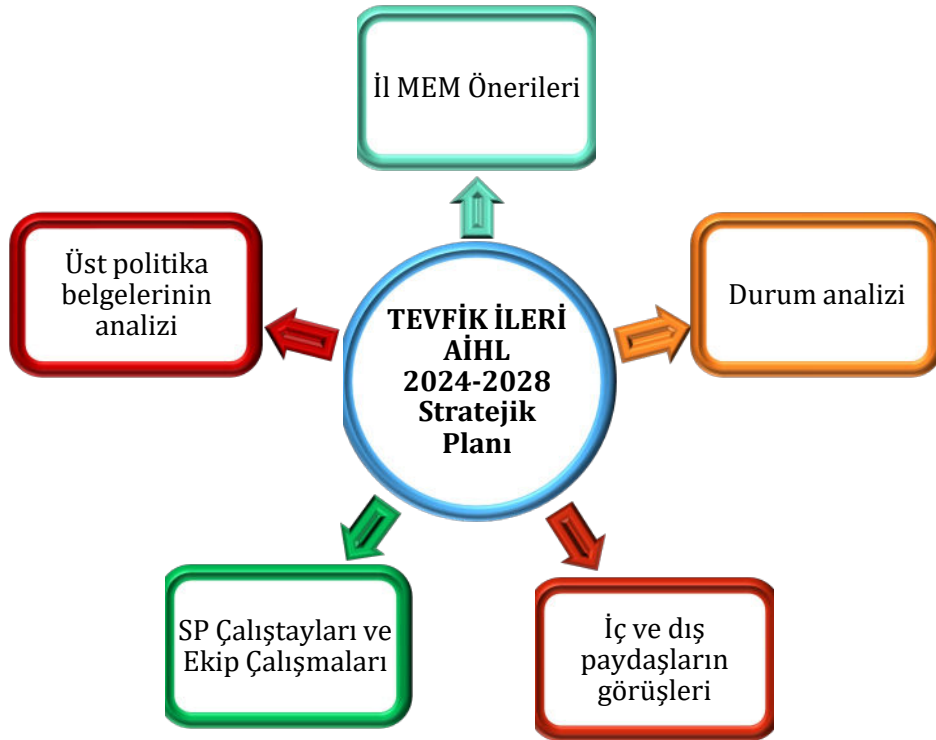 İl MEM Önerileri
Üst politika
belgelerinin
analizi
Durum analizi
TEVFİK İLERİ
AİHL
2024-2028
Stratejik
Planı
SP Çalıştayları ve
Ekip Çalışmaları
İç ve dış
paydaşların
görüşleri